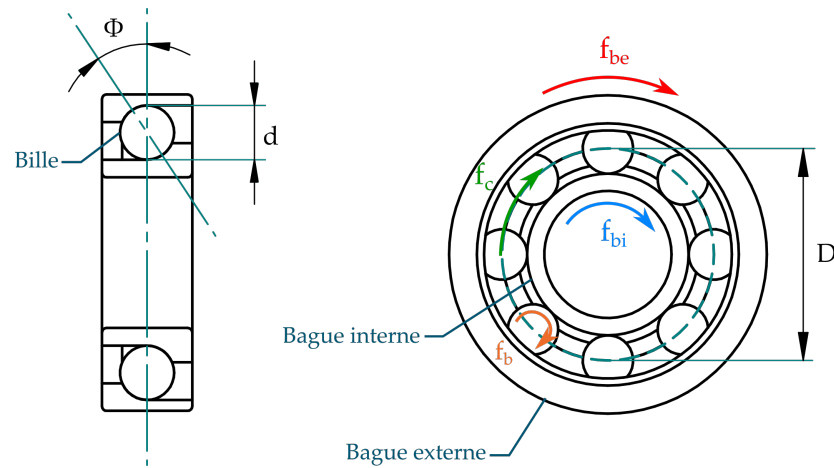 Φ
d
Bille
f_be
f_c
f_bi
D
Bague interne
f_b
Bague externe